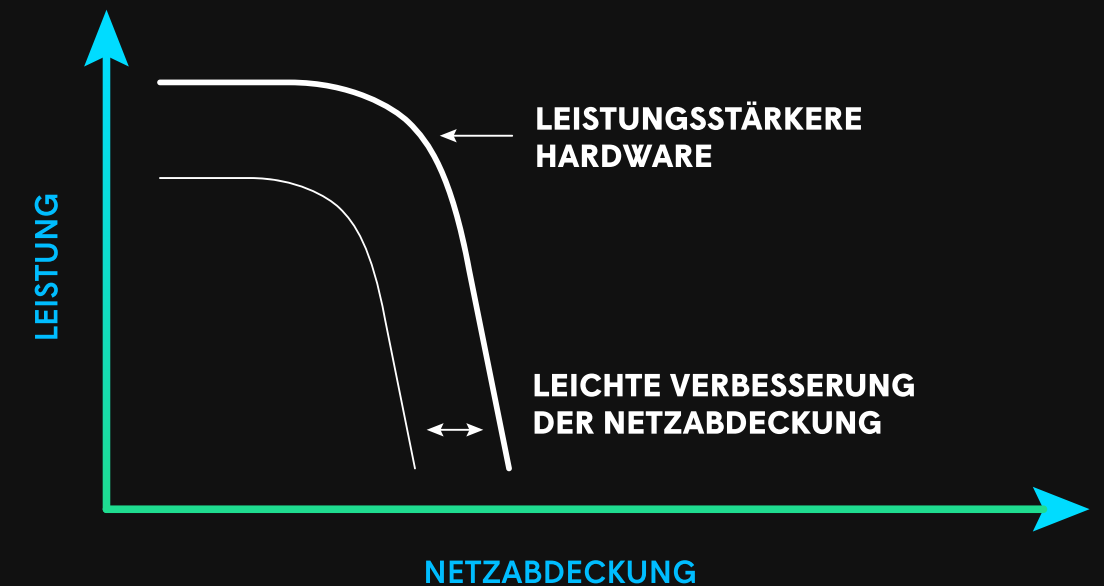 LEISTUNGSSTÄRKERE
HARDWARE
LEISTUNG
LEICHTE VERBESSERUNG
DER NETZABDECKUNG
NETZABDECKUNG